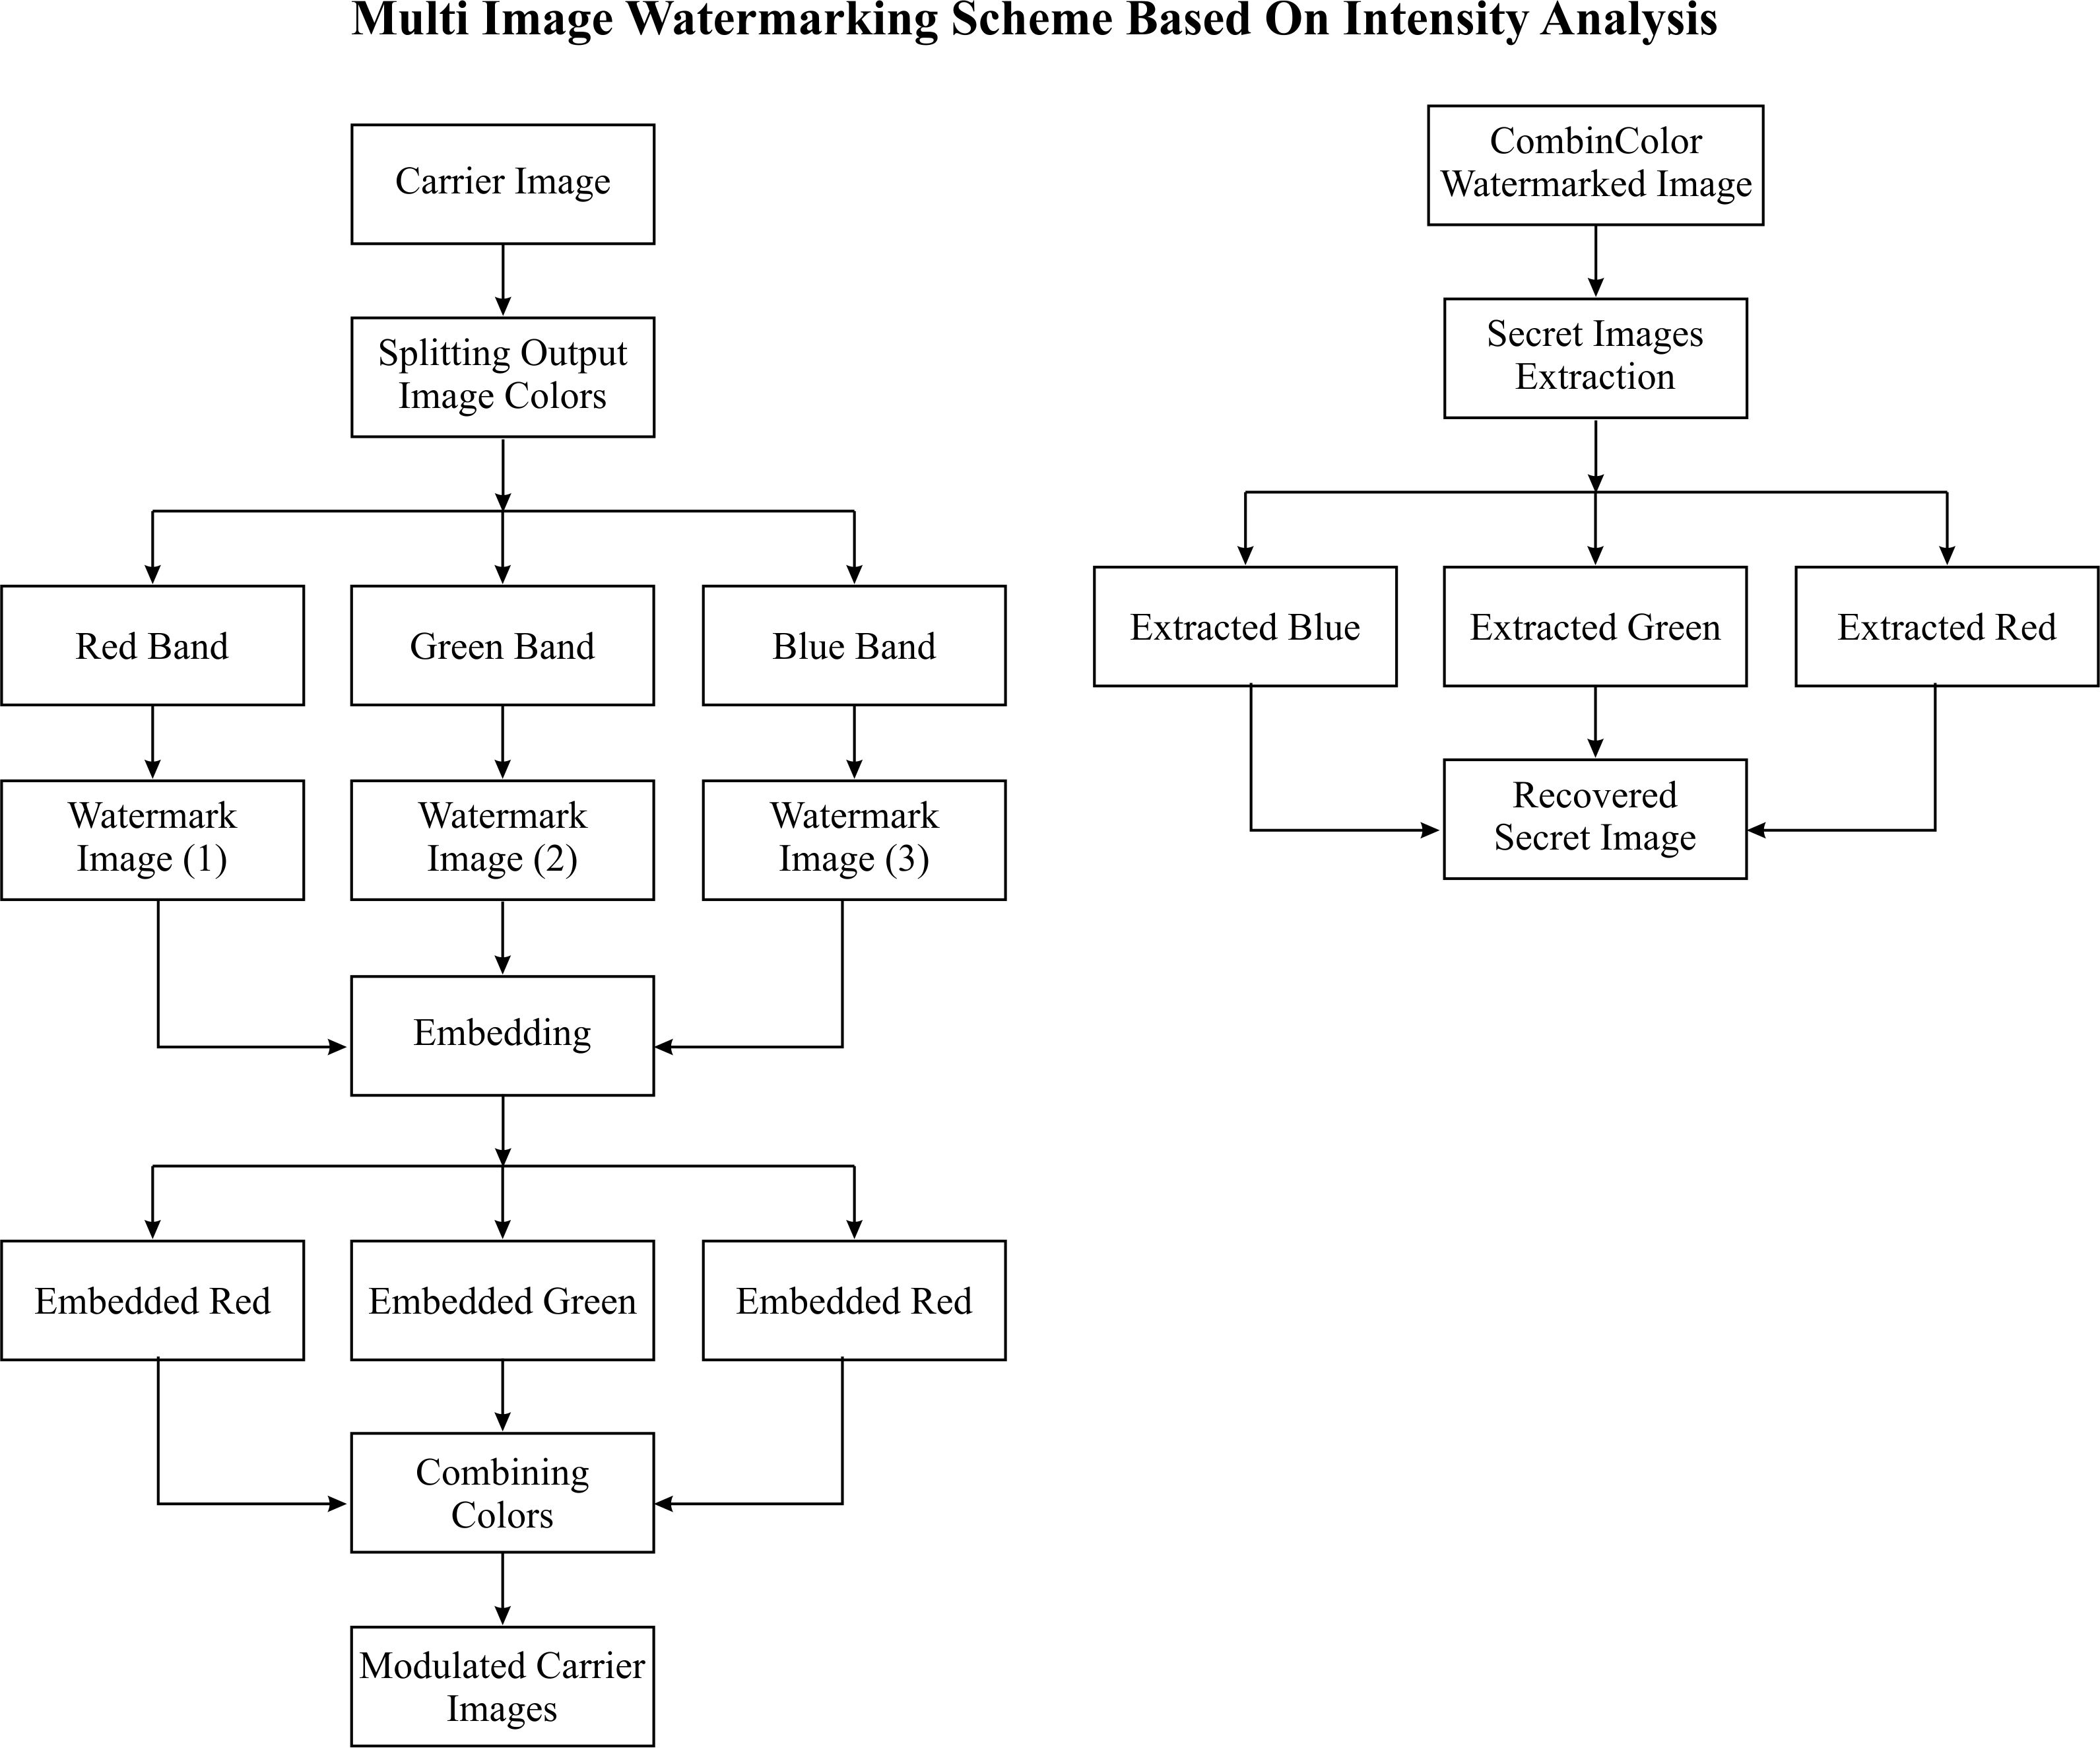 Multi Image Watermarking Scheme Based On Intensity Analysis
Carrier Image
Splitting Output
Image Colors
Red Band
Green Band
Blue Band
Watermark
Image (1)
Watermark
Image (2)
Watermark
Image (3)
Embedding
Embedded Red
Embedded Green
Embedded Red
Combining
Colors
Modulated Carrier
Images
CombinColor
Watermarked Image
Secret Images
Extraction
Extracted Blue
Extracted Green
Extracted Red
Recovered
Secret Image